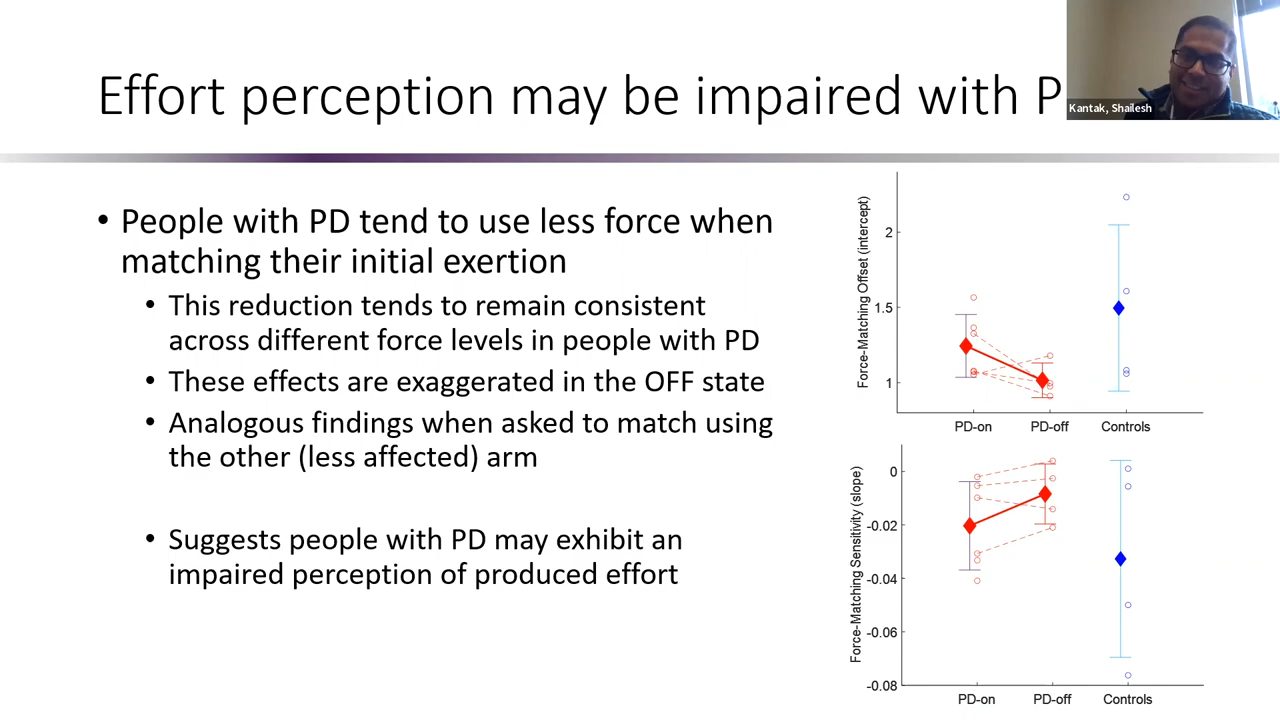 Effort perception may be impaired with P
Kantak, Shailesh
• People with PD tend to use less force when
matching their initial exertion
• This reduction tends to remain consistent
across different force levels in people with PD
• These effects are exaggerated in the OFF state
• Analogous findings when asked to match using
the other (less affected) arm
• Suggests people with PD may exhibit an
impaired perception of produced effort
Force-Matching Offset (intercept)
2
1.5
1
PD-on PD-off Controls
Force-Matching Sensitivity (slope)
0
-0.02
-0.04
-0.06
-0.08
PD-on PD-off Controls